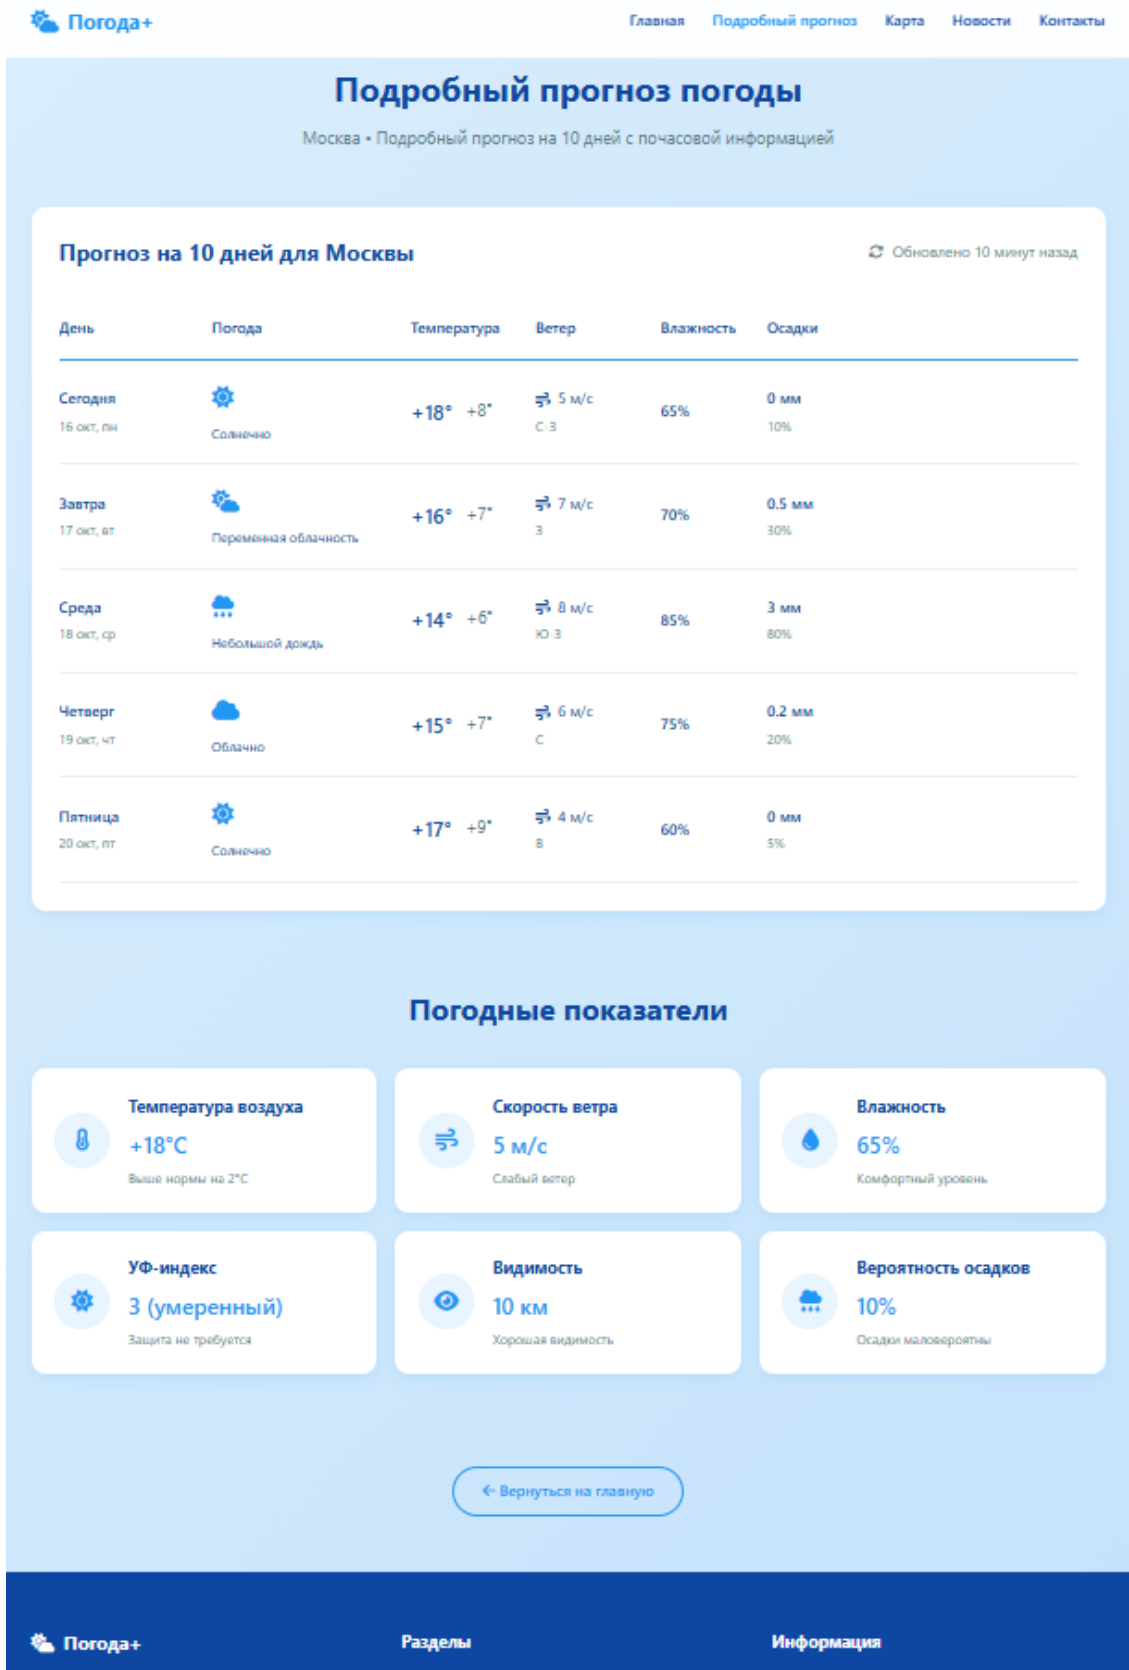 Погода+
Главная Подробный прогноз Карта Новости Контакты
Подробный прогноз погоды
Москва • Подробный прогноз на 10 дней с почасовой информацией
Прогноз на 10 дней для Москвы
Обновлено 10 минут назад
День Погода Температура Ветер Влажность Осадки
Сегодня
16 окт, пн
Солнечно
+18° +8°
5 м/с
С-З
65%
0 мм
10%
Завтра
17 окт, вт
Переменная облачность
+16° +7°
7 м/с
З
70%
0.5 мм
30%
Среда
18 окт, ср
Небольшой дождь
+14° +6°
8 м/с
Ю-З
85%
3 мм
80%
Четверг
19 окт, чт
Облачно
+15° +7°
6 м/с
С
75%
0.2 мм
20%
Пятница
20 окт, пт
Солнечно
+17° +9°
4 м/с
В
60%
0 мм
5%
Погодные показатели
Температура воздуха
+18°C
Выше нормы на 2°C
Скорость ветра
5 м/с
Слабый ветер
Влажность
65%
Комфортный уровень
УФ-индекс
3 (умеренный)
Защита не требуется
Видимость
10 км
Хорошая видимость
Вероятность осадков
10%
Осадки маловероятны
← Вернуться на главную
Погода+
Разделы
Информация